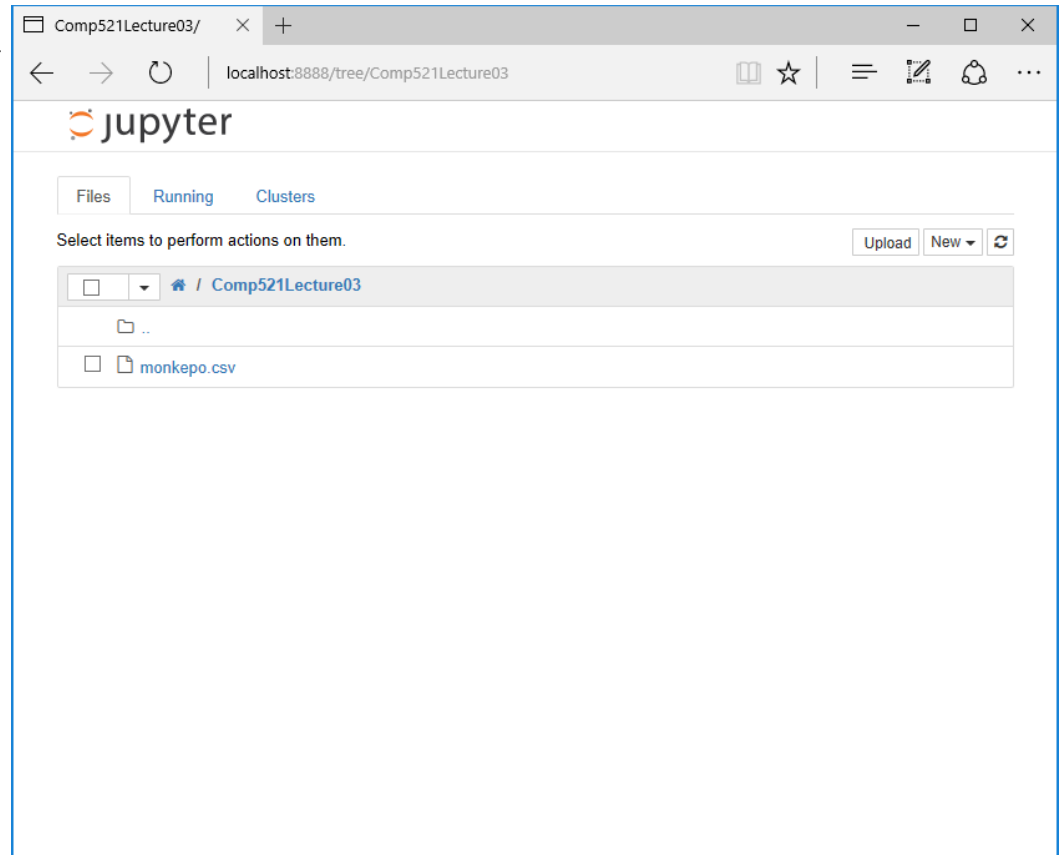 Comp521Lecture03/
localhost:8888/tree/Comp521Lecture03
jupyter
Files Running Clusters
Select items to perform actions on them.
Upload New
/ Comp521Lecture03
..
monkepo.csv